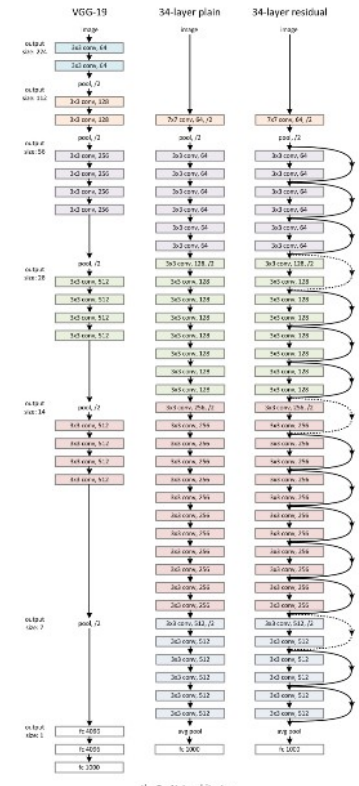 VGG-19
image
output size: 224
3x3 conv, 64
3x3 conv, 64
pool, /2
output size: 112
3x3 conv, 128
3x3 conv, 128
pool, /2
output size: 56
3x3 conv, 256
3x3 conv, 256
3x3 conv, 256
3x3 conv, 256
pool, /2
output size: 28
3x3 conv, 512
3x3 conv, 512
3x3 conv, 512
3x3 conv, 512
pool, /2
output size: 14
3x3 conv, 512
3x3 conv, 512
3x3 conv, 512
3x3 conv, 512
pool, /2
output size: 7
output size: 1
fc 4096
fc 4096
fc 1000
34-layer plain
image
7x7 conv, 64, /2
pool, /2
3x3 conv, 64
3x3 conv, 64
3x3 conv, 64
3x3 conv, 64
3x3 conv, 64
3x3 conv, 64
3x3 conv, 128, /2
3x3 conv, 128
3x3 conv, 128
3x3 conv, 128
3x3 conv, 128
3x3 conv, 128
3x3 conv, 128
3x3 conv, 128
3x3 conv, 256, /2
3x3 conv, 256
3x3 conv, 256
3x3 conv, 256
3x3 conv, 256
3x3 conv, 256
3x3 conv, 256
3x3 conv, 256
3x3 conv, 256
3x3 conv, 256
3x3 conv, 256
3x3 conv, 256
3x3 conv, 512, /2
3x3 conv, 512
3x3 conv, 512
3x3 conv, 512
3x3 conv, 512
3x3 conv, 512
avg pool
fc 1000
34-layer residual
image
7x7 conv, 64, /2
pool, /2
3x3 conv, 64
3x3 conv, 64
3x3 conv, 64
3x3 conv, 64
3x3 conv, 64
3x3 conv, 64
3x3 conv, 128, /2
3x3 conv, 128
3x3 conv, 128
3x3 conv, 128
3x3 conv, 128
3x3 conv, 128
3x3 conv, 128
3x3 conv, 128
3x3 conv, 256, /2
3x3 conv, 256
3x3 conv, 256
3x3 conv, 256
3x3 conv, 256
3x3 conv, 256
3x3 conv, 256
3x3 conv, 256
3x3 conv, 256
3x3 conv, 256
3x3 conv, 256
3x3 conv, 256
3x3 conv, 512, /2
3x3 conv, 512
3x3 conv, 512
3x3 conv, 512
3x3 conv, 512
3x3 conv, 512
avg pool
fc 1000